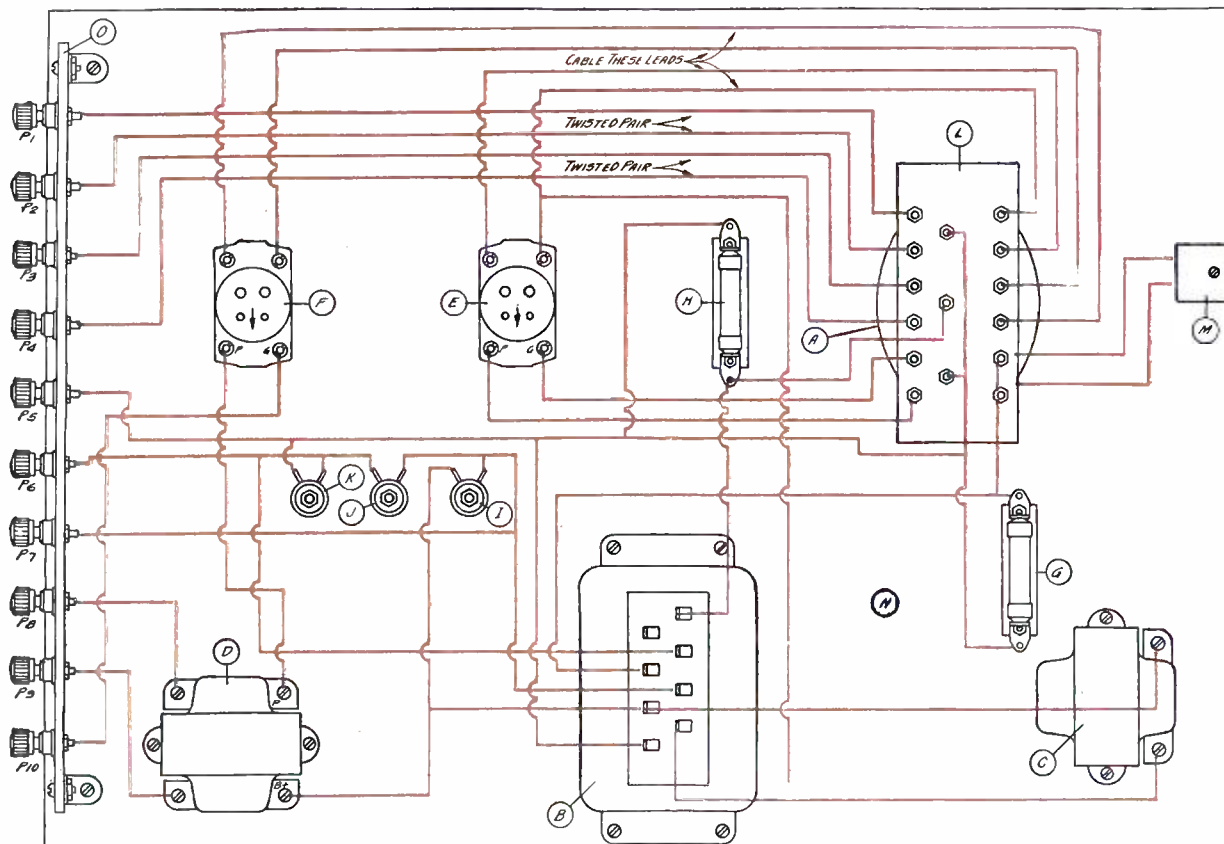 O
CABLE THESE LEADS
P1
TWISTED PAIR
L
P2
TWISTED PAIR
P3
F
E
H
A
M
P4
P G
P G
P5
P6
K
J
I
P7
G
N
P8
D
P
P9
C
P10
B+
B